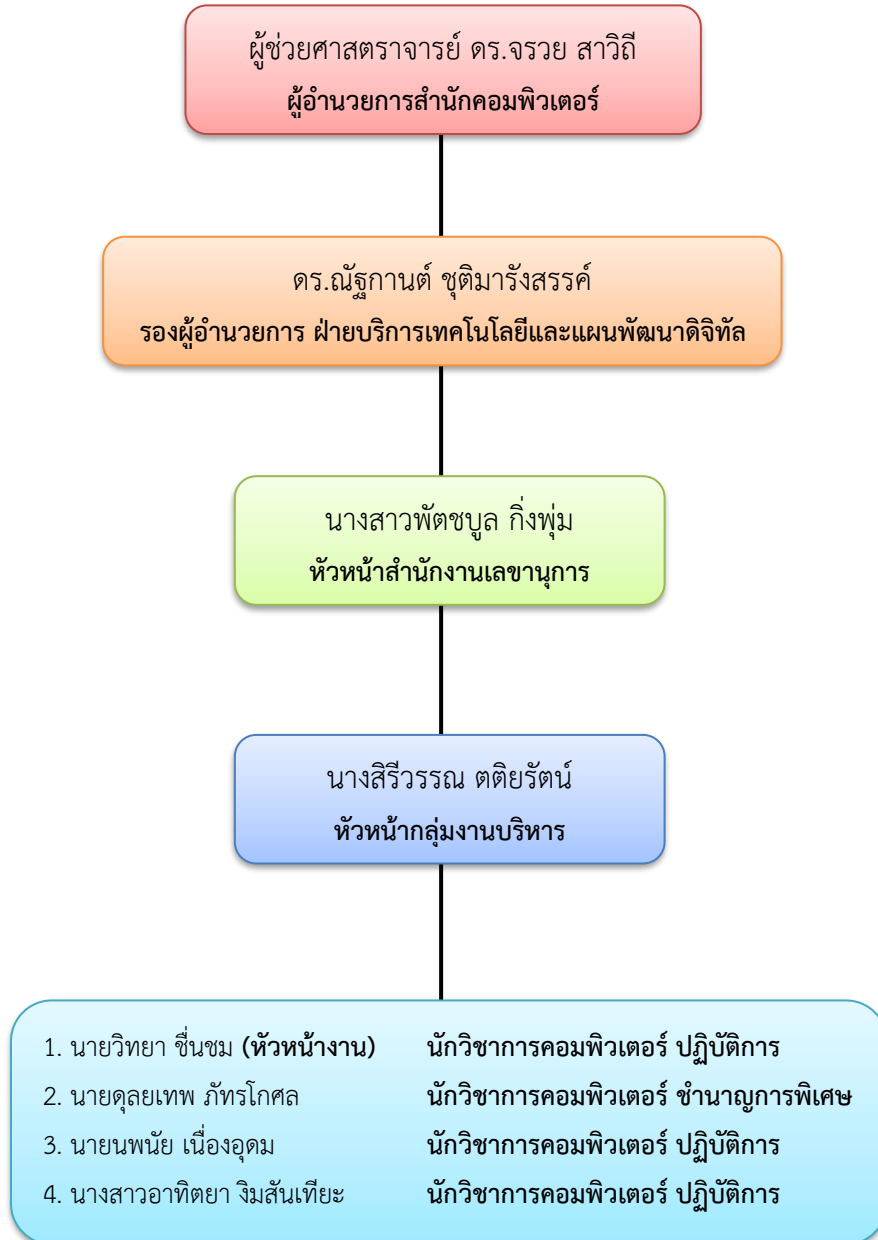 ผู้ช่วยศาสตราจารย์ ดร.จรวย สาวิถี
ผู้อำนวยการสำนักคอมพิวเตอร์
ดร.ณัฐกานต์ ชุติมารังสรรค์
รองผู้อำนวยการ ฝ่ายบริการเทคโนโลยีและแผนพัฒนาดิจิทัล
นางสาวพัตชบูล กิ่งพุ่ม
หัวหน้าสำนักงานเลขานุการ
นางสิรีวรรณ ตติยรัตน์
หัวหน้ากลุ่มงานบริหาร
1. นายวิทยา ชื่นชม (หัวหน้างาน) นักวิชาการคอมพิวเตอร์ ปฏิบัติการ
2. นายดุลยเทพ ภัทรโกศล นักวิชาการคอมพิวเตอร์ ชำนาญการพิเศษ
3. นายนพนัย เนื่องอุดม นักวิชาการคอมพิวเตอร์ ปฏิบัติการ
4. นางสาวอาทิตยา งิมสันเทียะ นักวิชาการคอมพิวเตอร์ ปฏิบัติการ